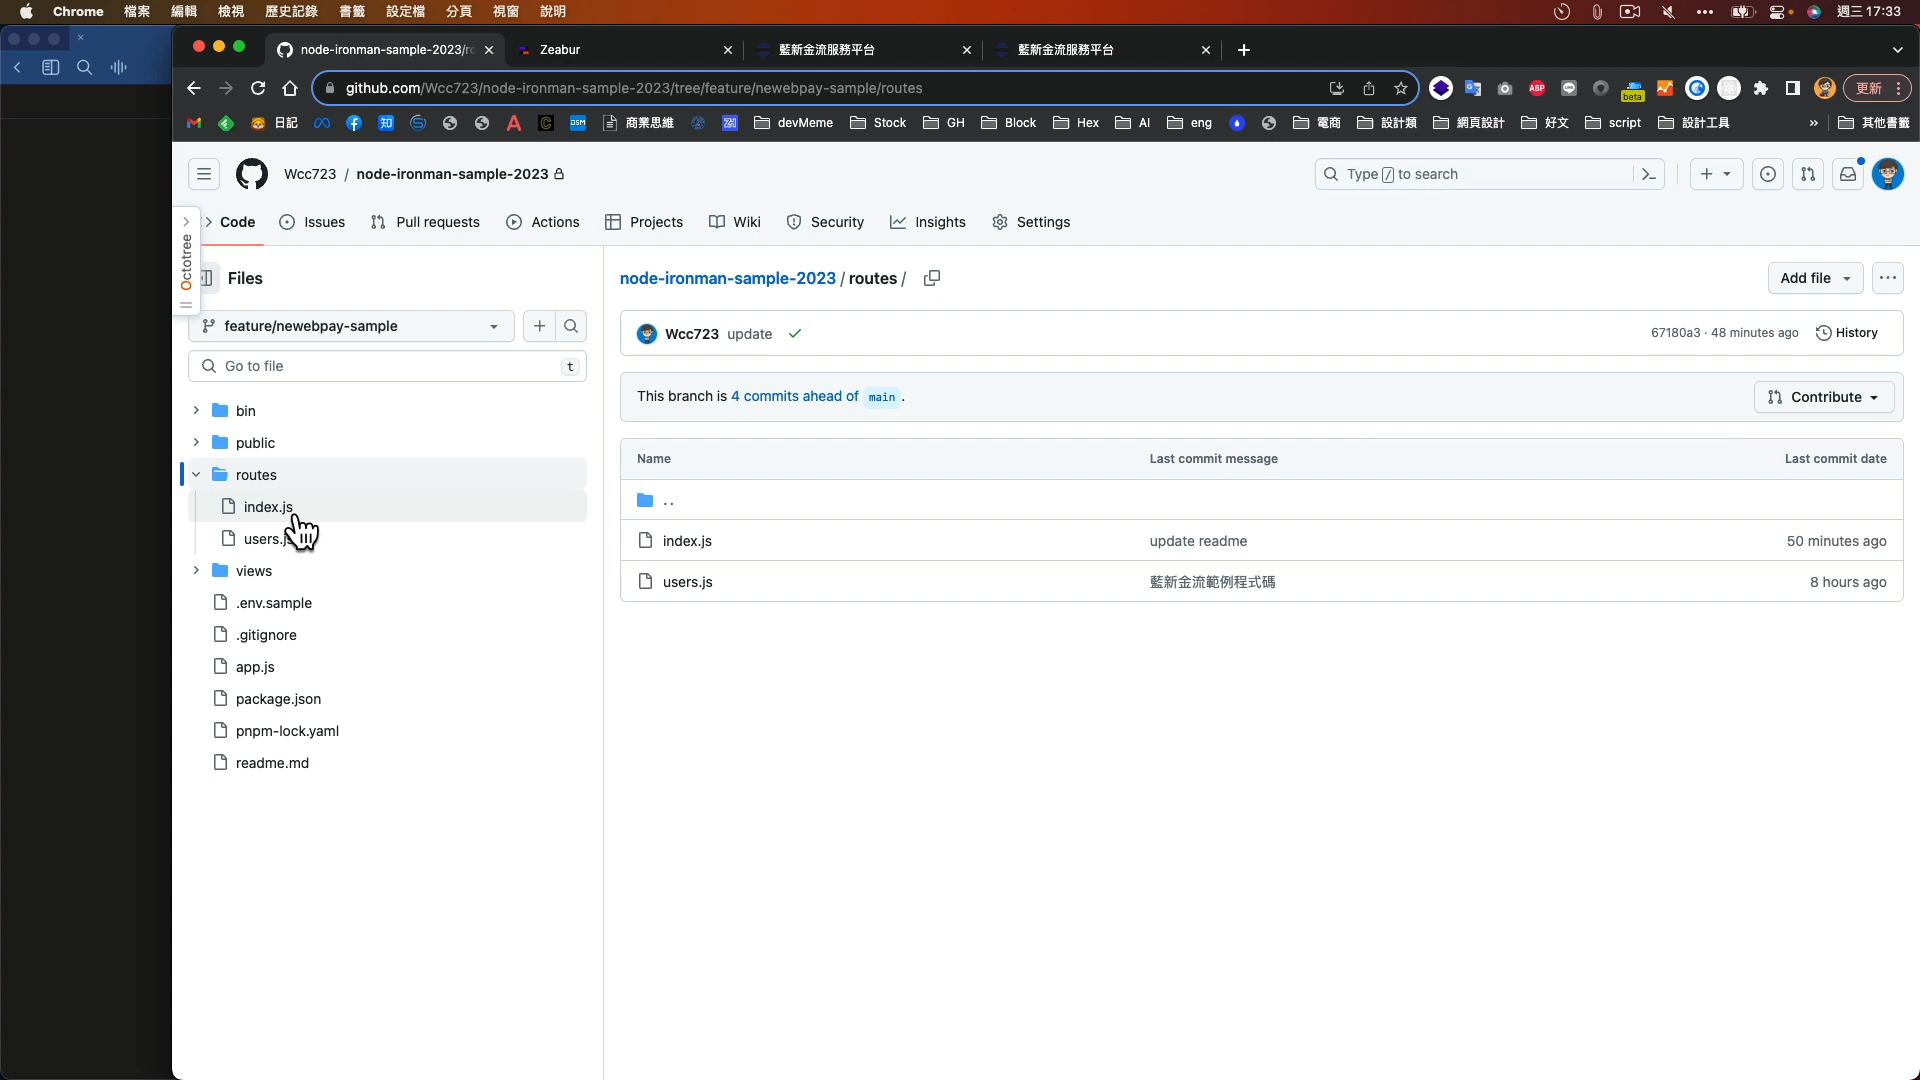 Chrome 檔案 編輯 檢視 歷史記錄 書籤 設定檔 分頁 視窗 說明 週三 17:33
node-ironman-sample-2023/ro Zeabur 藍新金流服務平台 藍新金流服務平台
github.com/Wcc723/node-ironman-sample-2023/tree/feature/newebpay-sample/routes ABP beta 更新
日記 知 商業思維 devMeme Stock GH Block Hex AI eng 電商 設計類 網頁設計 好文 script 設計工具 » 其他書籤
Wcc723 / node-ironman-sample-2023
Type / to search
Code Issues Pull requests Actions Projects Wiki Security Insights Settings
Octotree
Files
node-ironman-sample-2023 / routes /
Add file
feature/newebpay-sample
Wcc723 update
67180a3 · 48 minutes ago History
Go to file t
This branch is 4 commits ahead of main .
Contribute
bin
public
routes
index.js
users.js
views
.env.sample
.gitignore
app.js
package.json
pnpm-lock.yaml
readme.md
Name Last commit message Last commit date
..
index.js update readme 50 minutes ago
users.js 藍新金流範例程式碼 8 hours ago